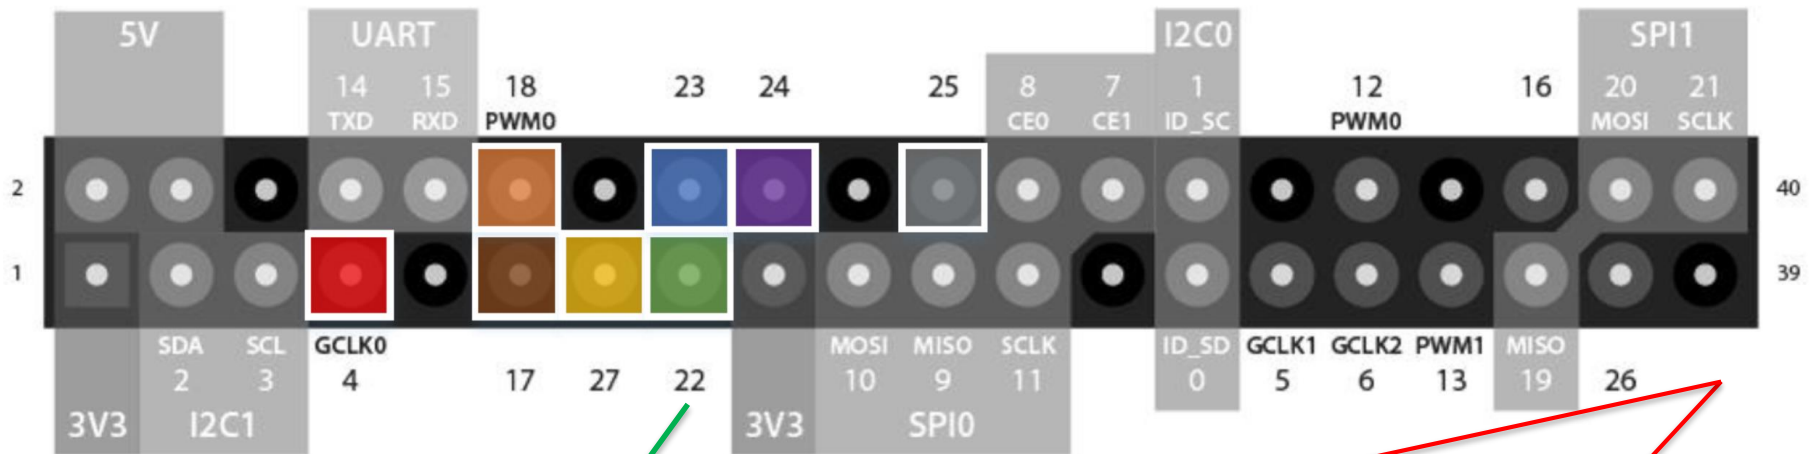 5V UART I2C0 SPI1
14 15 18 23 24 25 8 7 1 12 16 20 21
TXD RXD PWM0 CE0 CE1 ID_SC PWM0 MOSI SCLK
2 40
1 39
SDA SCL GCLK0 MOSI MISO SCLK ID_SD GCLK1 GCLK2 PWM1 MISO
2 3 4 17 27 22 10 9 11 0 5 6 13 19 26
3V3 I2C1 3V3 SPI0